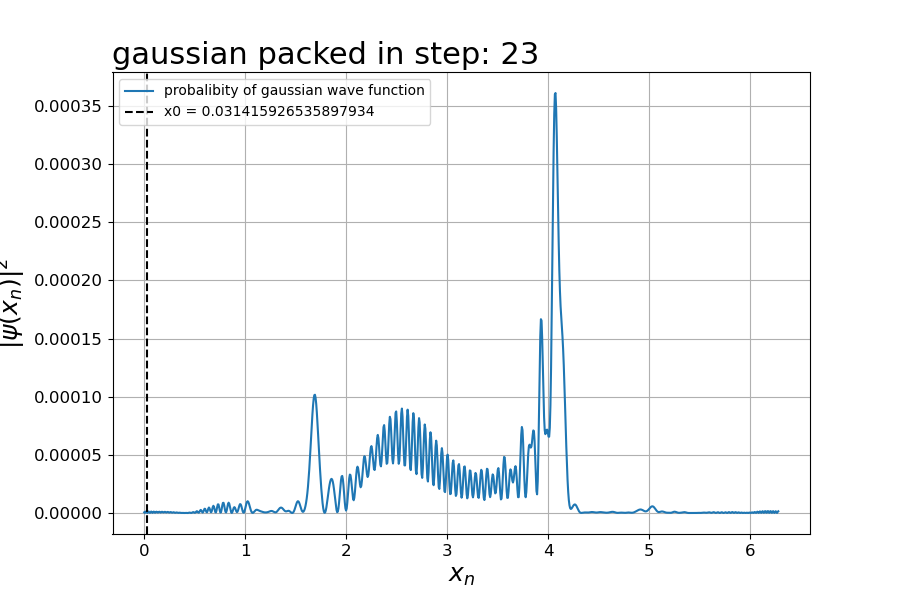 gaussian packed in step: 23
probalibity of gaussian wave function
x0 = 0.031415926535897934
0.00035
0.00030
0.00025
0.00020
0.00015
0.00010
0.00005
0.00000
|ψ(xₙ)|²
0 1 2 3 4 5 6
xₙ